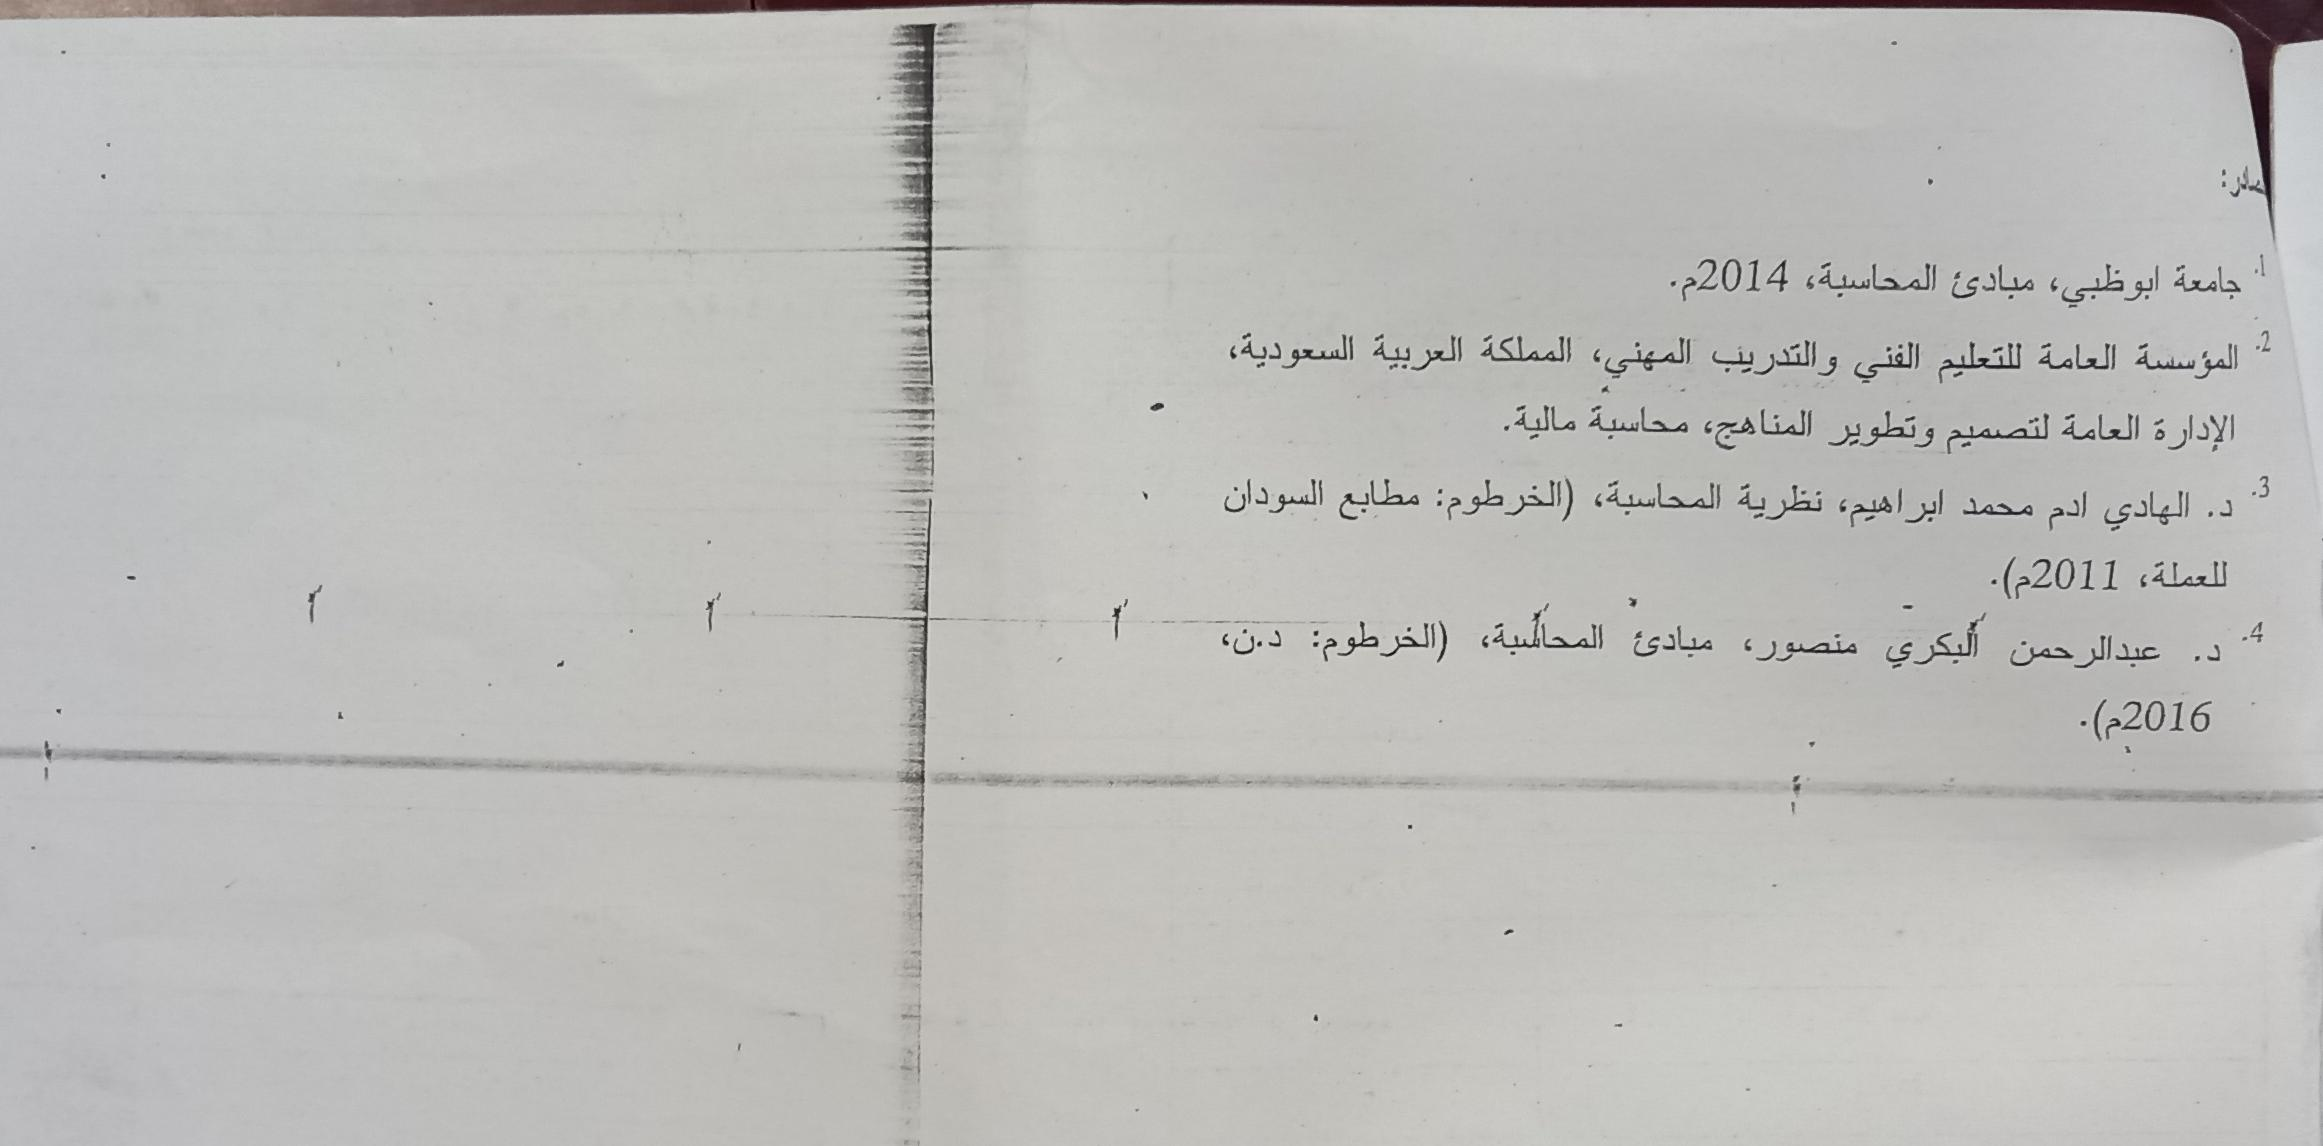 صادر:
1. جامعة ابوظبي، مبادئ المحاسبة، 2014م.
2. المؤسسة العامة للتعليم الفني والتدريب المهني، المملكة العربية السعودية،
الإدارة العامة لتصميم وتطوير المناهج، محاسبة مالية.
3. د. الهادي ادم محمد ابراهيم، نظرية المحاسبة، (الخرطوم: مطابع السودان
للعملة، 2011م).
4. د. عبدالرحمن البكري منصور، مبادئ المحاسبة، (الخرطوم: د.ن،
2016م).